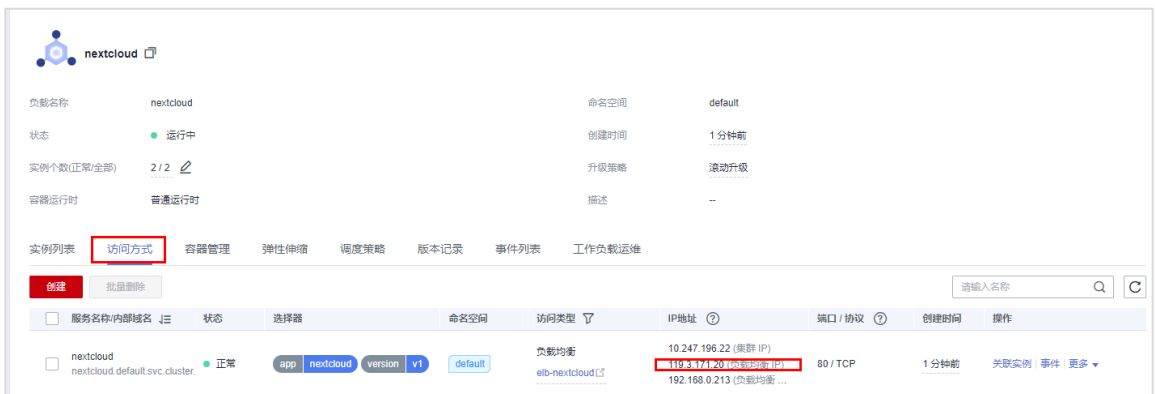 nextcloud
负载名称 nextcloud 命名空间 default
状态 运行中 创建时间 1 分钟前
实例个数(正常/全部) 2 / 2 升级策略 滚动升级
容器运行时 普通运行时 描述 --
实例列表 访问方式 容器管理 弹性伸缩 调度策略 版本记录 事件列表 工作负载运维
创建 批量删除 请输入名称
服务名称/内部域名 状态 选择器 命名空间 访问类型 IP地址 端口 / 协议 创建时间 操作
nextcloud
nextcloud.default.svc.cluster.
正常
app nextcloud version v1
default
负载均衡
elb-nextcloud
10.247.196.22 (集群 IP)
119.3.171.20 (负载均衡 IP)
192.168.0.213 (负载均衡 ...
80 / TCP
1 分钟前
关联实例 事件 更多